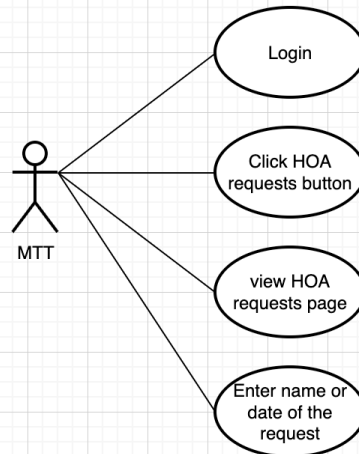 Login
Click HOA
requests button
MTT
view HOA
requests page
Enter name or
date of the
request